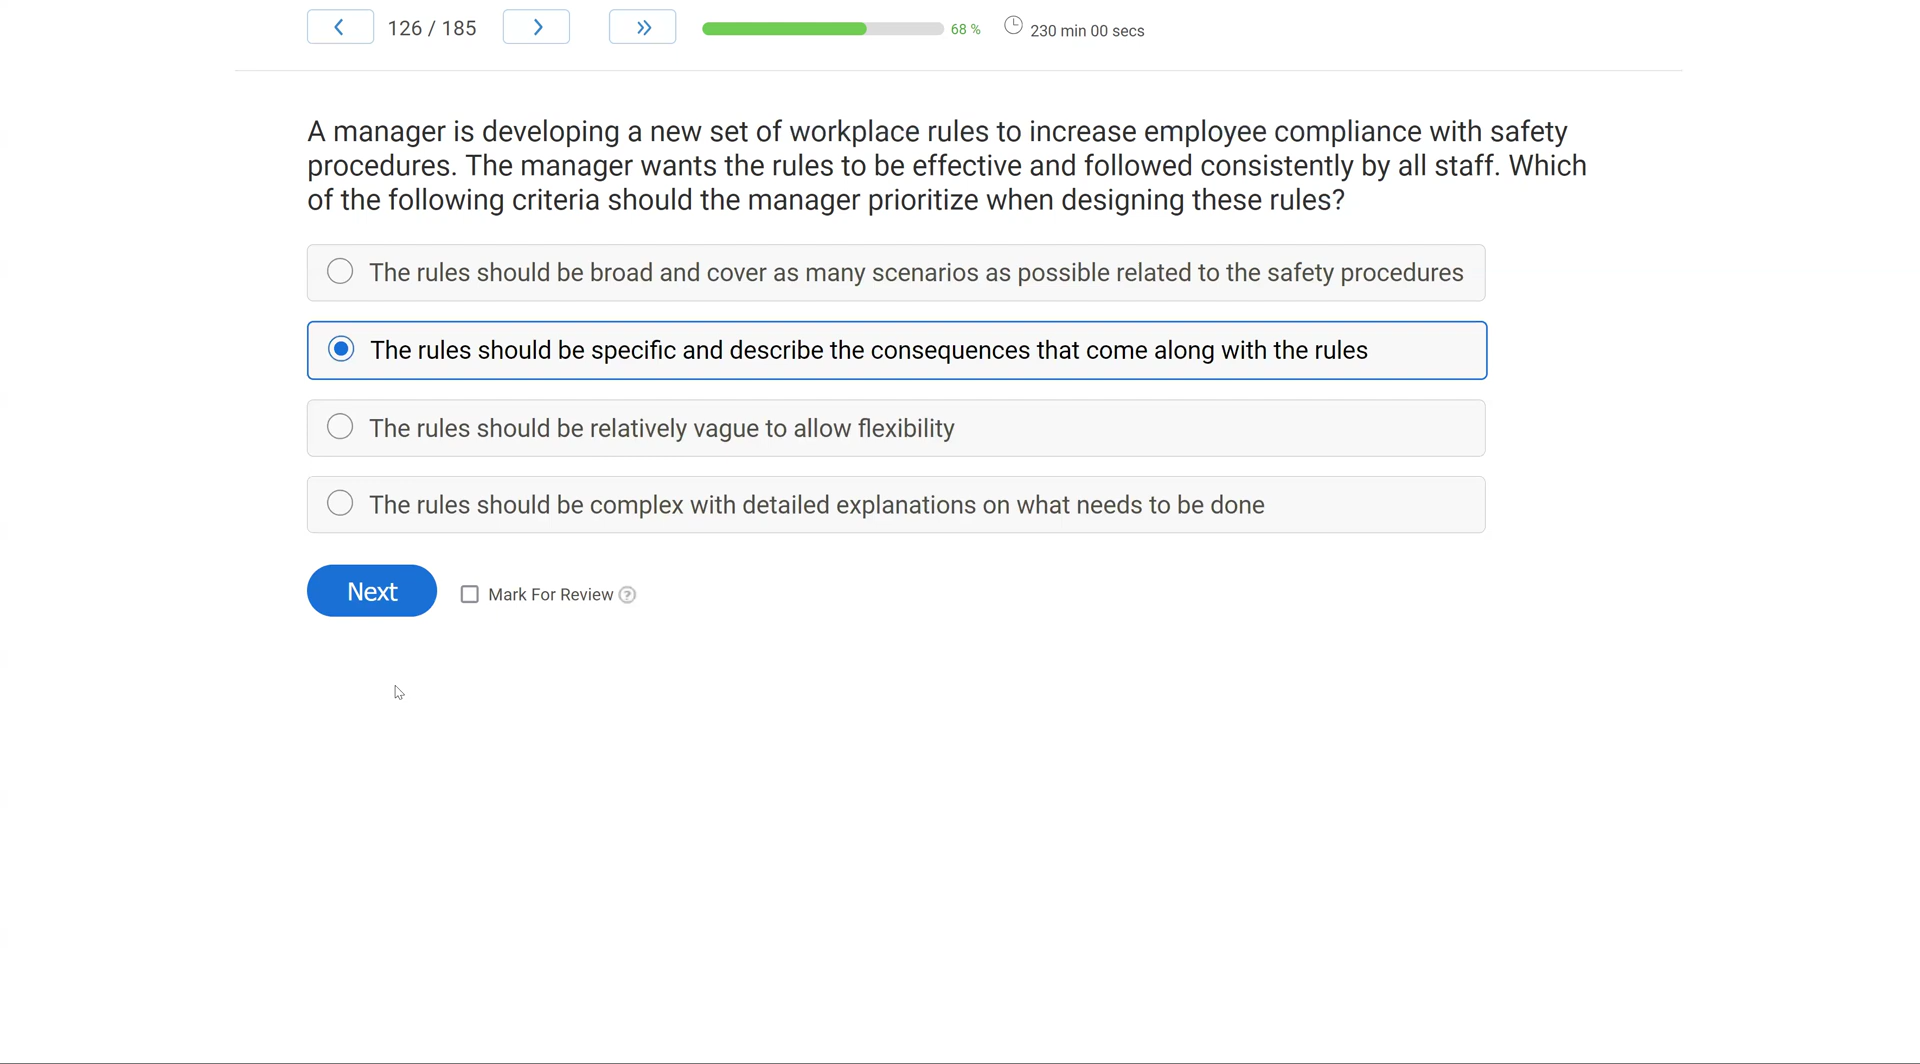 126 / 185
68 %
230 min 00 secs
A manager is developing a new set of workplace rules to increase employee compliance with safety
procedures. The manager wants the rules to be effective and followed consistently by all staff. Which
of the following criteria should the manager prioritize when designing these rules?
The rules should be broad and cover as many scenarios as possible related to the safety procedures
The rules should be specific and describe the consequences that come along with the rules
The rules should be relatively vague to allow flexibility
The rules should be complex with detailed explanations on what needs to be done
Next
Mark For Review ?